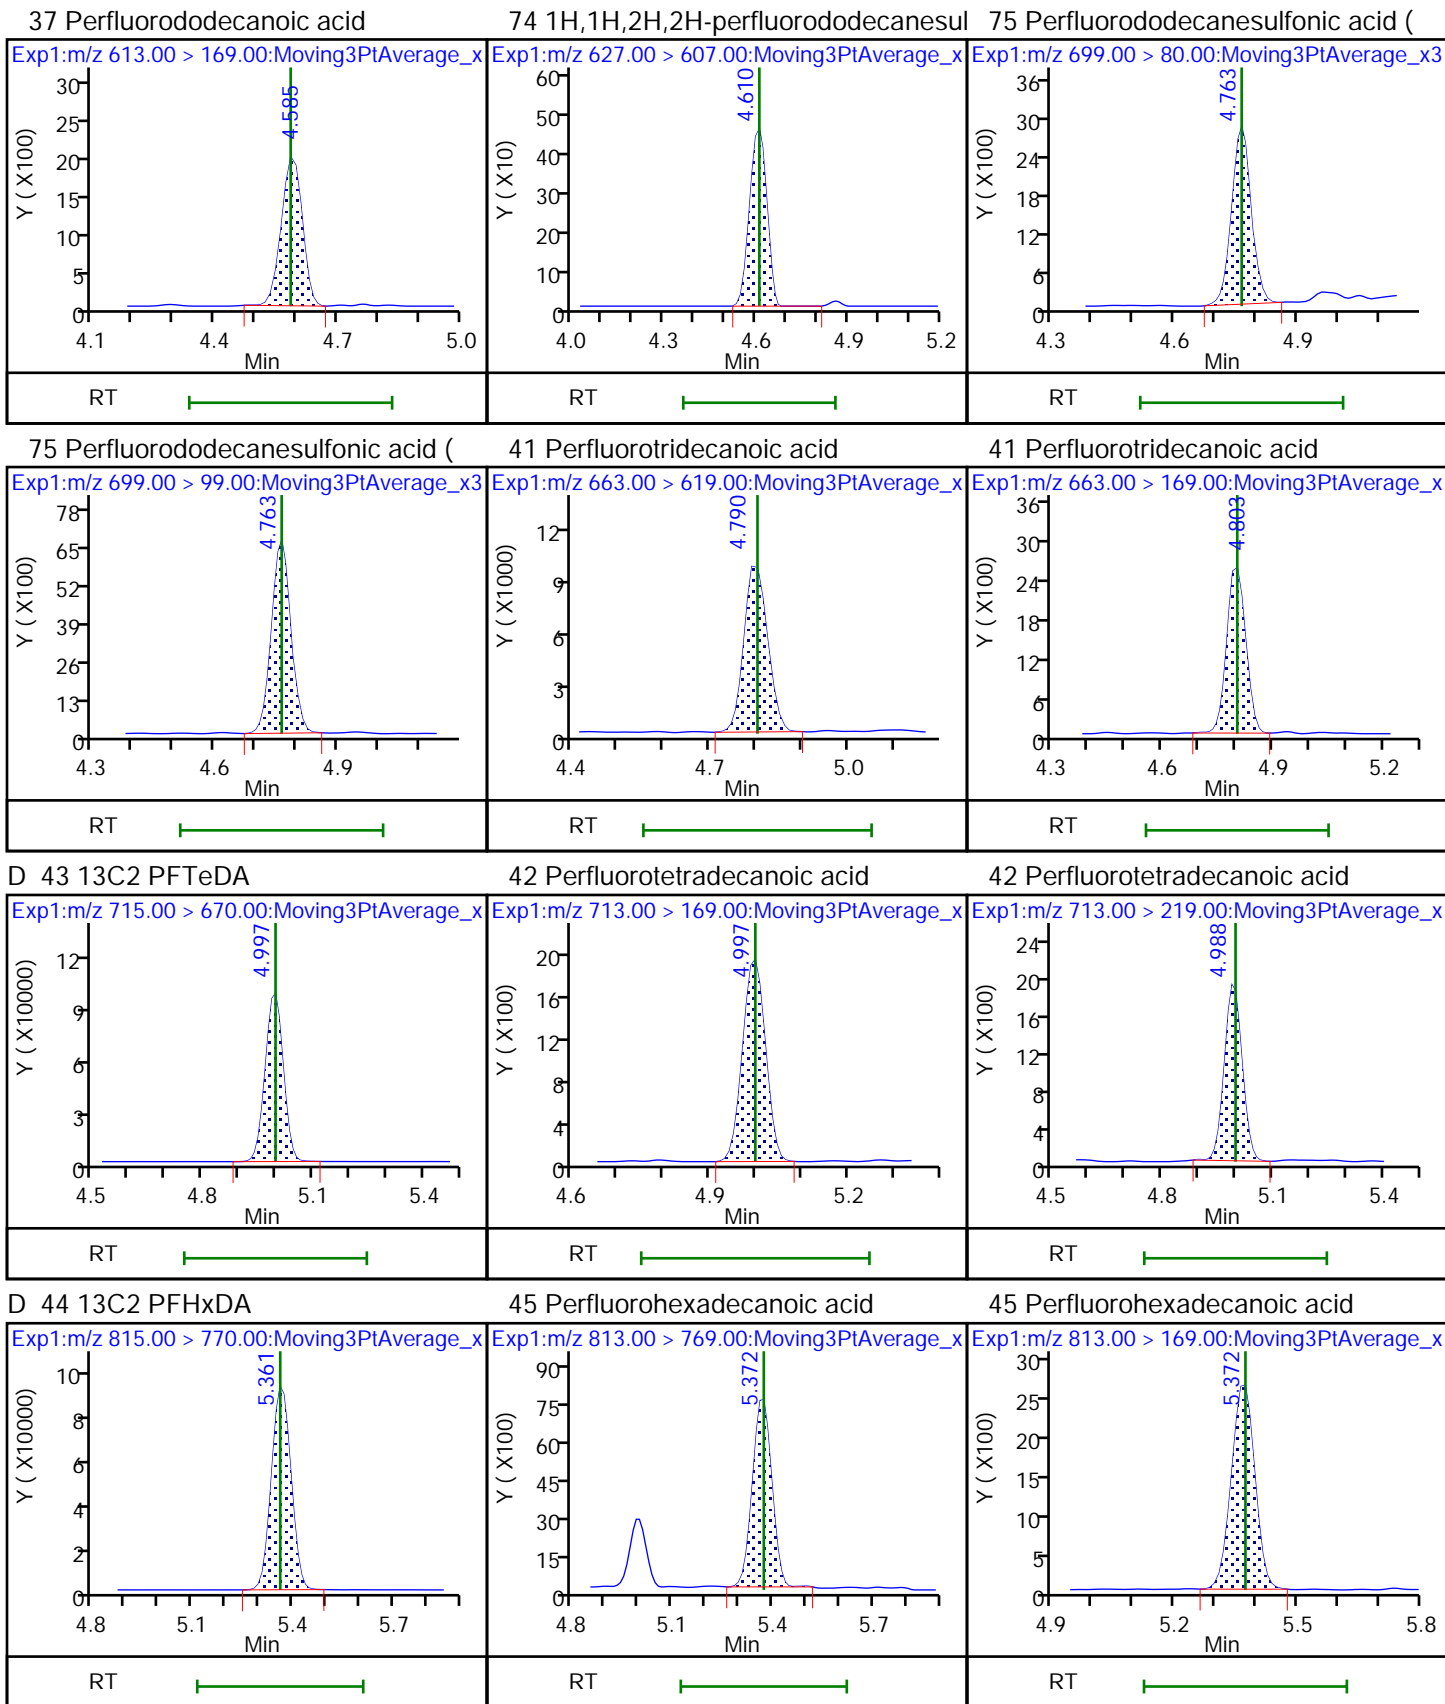 37 Perfluorododecanoic acid
74 1H,1H,2H,2H-perfluorododecanesul
75 Perfluorododecanesulfonic acid (
Exp1:m/z 613.00 > 169.00:Moving3PtAverage_x
Exp1:m/z 627.00 > 607.00:Moving3PtAverage_x
Exp1:m/z 699.00 > 80.00:Moving3PtAverage_x3
Y ( X100)
30
25
20
15
10
5
0
4.585
4.1 4.4 4.7 5.0
Min
Y ( X10)
60
50
40
30
20
10
0
4.610
4.0 4.3 4.6 4.9 5.2
Min
Y ( X100)
36
30
24
18
12
6
0
4.763
4.3 4.6 4.9
Min
RT
RT
RT
75 Perfluorododecanesulfonic acid (
41 Perfluorotridecanoic acid
41 Perfluorotridecanoic acid
Exp1:m/z 699.00 > 99.00:Moving3PtAverage_x3
Exp1:m/z 663.00 > 619.00:Moving3PtAverage_x
Exp1:m/z 663.00 > 169.00:Moving3PtAverage_x
Y ( X100)
78
65
52
39
26
13
0
4.763
4.3 4.6 4.9
Min
Y ( X1000)
12
9
6
3
0
4.790
4.4 4.7 5.0
Min
Y ( X100)
36
30
24
18
12
6
0
4.803
4.3 4.6 4.9 5.2
Min
RT
RT
RT
D 43 13C2 PFTeDA
42 Perfluorotetradecanoic acid
42 Perfluorotetradecanoic acid
Exp1:m/z 715.00 > 670.00:Moving3PtAverage_x
Exp1:m/z 713.00 > 169.00:Moving3PtAverage_x
Exp1:m/z 713.00 > 219.00:Moving3PtAverage_x
Y ( X10000)
12
9
6
3
0
4.997
4.5 4.8 5.1 5.4
Min
Y ( X100)
20
16
12
8
4
0
4.997
4.6 4.9 5.2
Min
Y ( X100)
24
20
16
12
8
4
0
4.988
4.5 4.8 5.1 5.4
Min
RT
RT
RT
D 44 13C2 PFHxDA
45 Perfluorohexadecanoic acid
45 Perfluorohexadecanoic acid
Exp1:m/z 815.00 > 770.00:Moving3PtAverage_x
Exp1:m/z 813.00 > 769.00:Moving3PtAverage_x
Exp1:m/z 813.00 > 169.00:Moving3PtAverage_x
Y ( X10000)
10
8
6
4
2
0
5.361
4.8 5.1 5.4 5.7
Min
Y ( X100)
90
75
60
45
30
15
0
5.372
4.8 5.1 5.4 5.7
Min
Y ( X100)
30
25
20
15
10
5
0
5.372
4.9 5.2 5.5 5.8
Min
RT
RT
RT